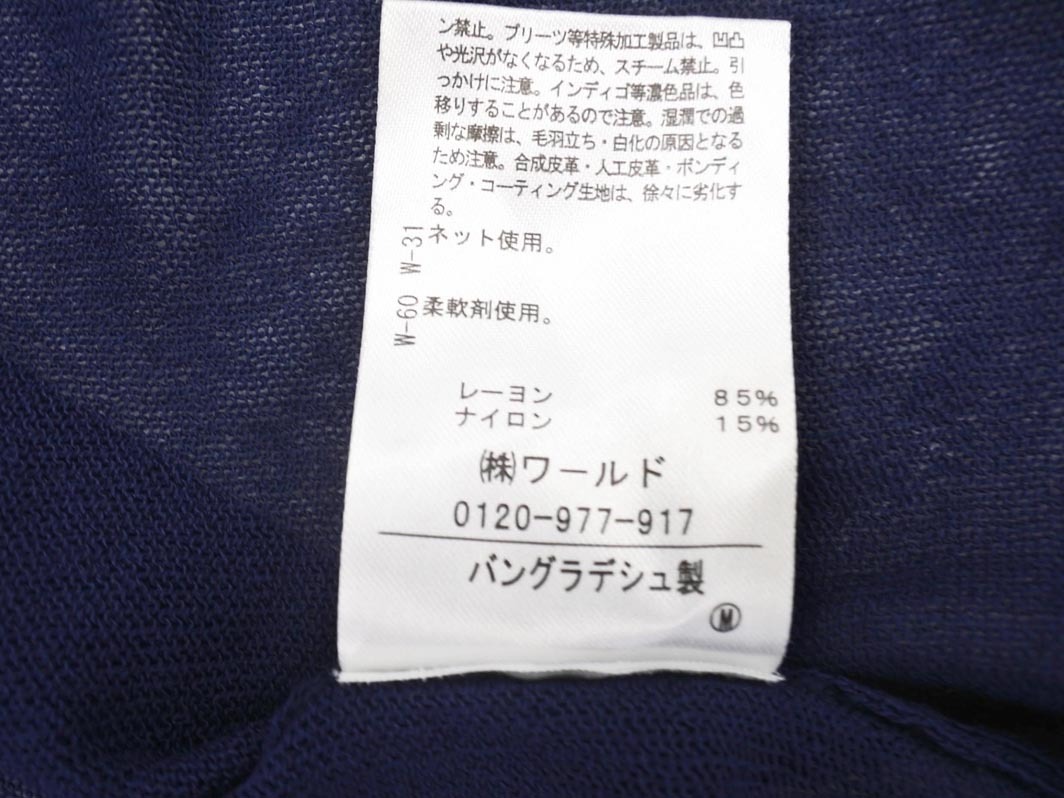 ン禁止。プリーツ等特殊加工製品は、凹凸
や光沢がなくなるため、スチーム禁止。引
っかけに注意。インディゴ等濃色品は、色
移りすることがあるので注意。湿潤での過
剰な摩擦は、毛羽立ち・白化の原因となる
ため注意。合成皮革・人工皮革・ボンディ
ング・コーティング生地は、徐々に劣化す
る。
W-31 ネット使用。
W-60 柔軟剤使用。
レーヨン 85%
ナイロン 15%
㈱ワールド
0120-977-917
バングラデシュ製
Ⓜ